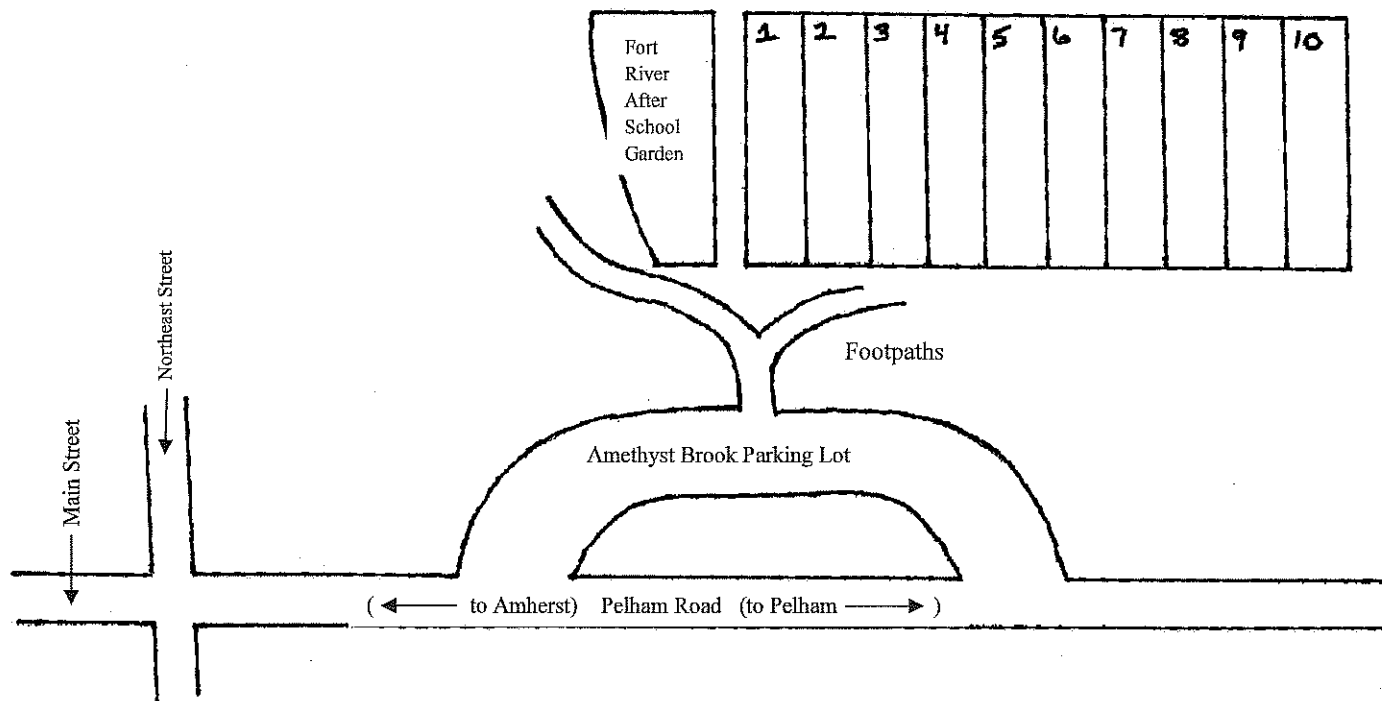 Fort
River
After
School
Garden
1 2 3 4 5 6 7 8 9 10
Footpaths
Northeast Street
Main Street
Amethyst Brook Parking Lot
( ← to Amherst) Pelham Road (to Pelham → )